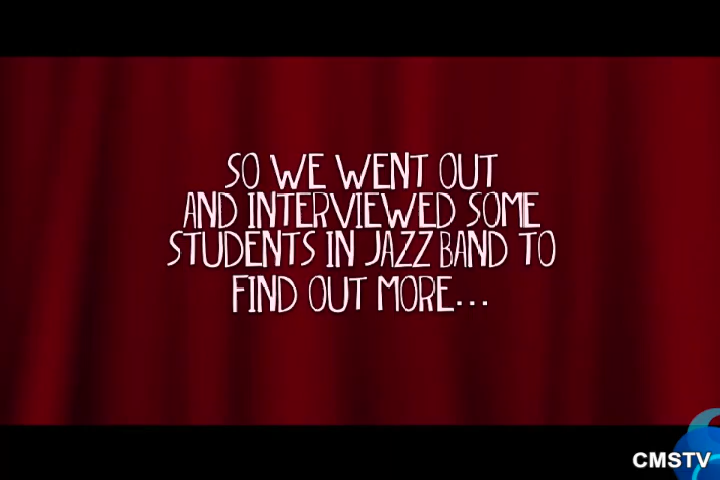 SO WE WENT OUT
AND INTERVIEWED SOME
STUDENTS IN JAZZ BAND TO
FIND OUT MORE...
CMSTV